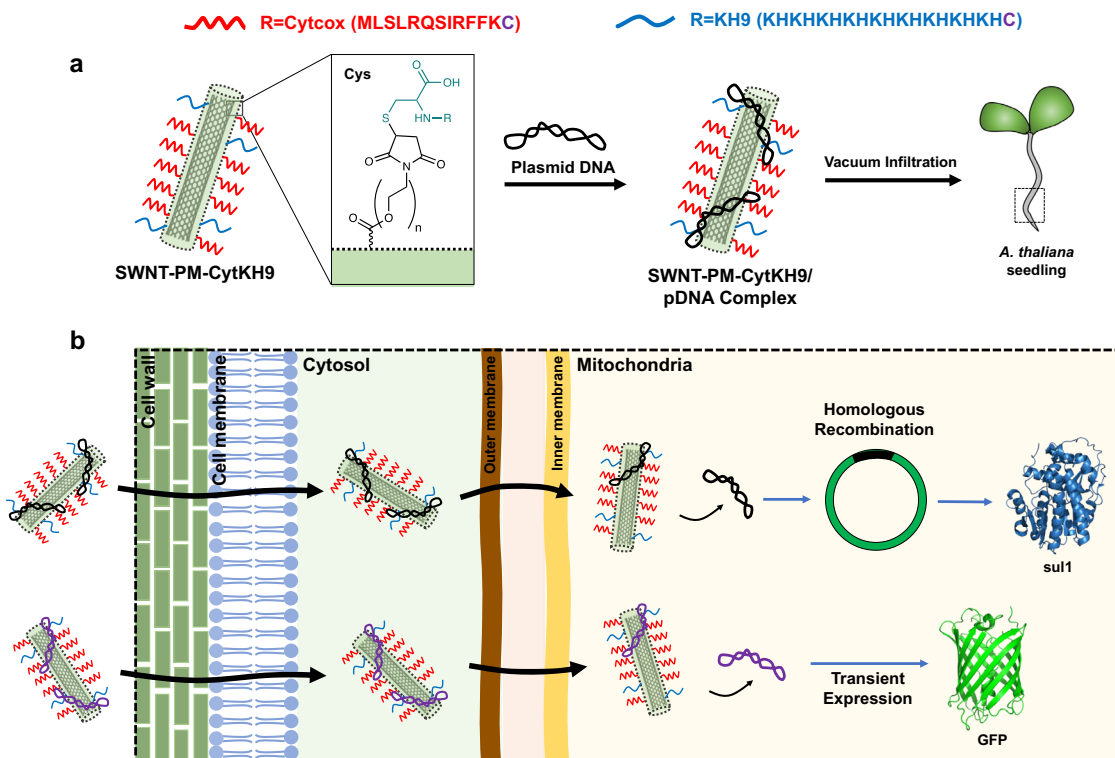 R=Cytcox (MLSLRQSIRFFKC)
R=KH9 (KHKHKHKHKHKHKHKHKHC)
a
Cys
O
OH
S
HN–R
O
N
O
O
O
n
SWNT-PM-CytKH9
Plasmid DNA
SWNT-PM-CytKH9/
pDNA Complex
Vacuum Infiltration
A. thaliana
seedling
b
Cell wall
Cell membrane
Cytosol
Outer membrane
Inner membrane
Mitochondria
Homologous
Recombination
sul1
Transient
Expression
GFP